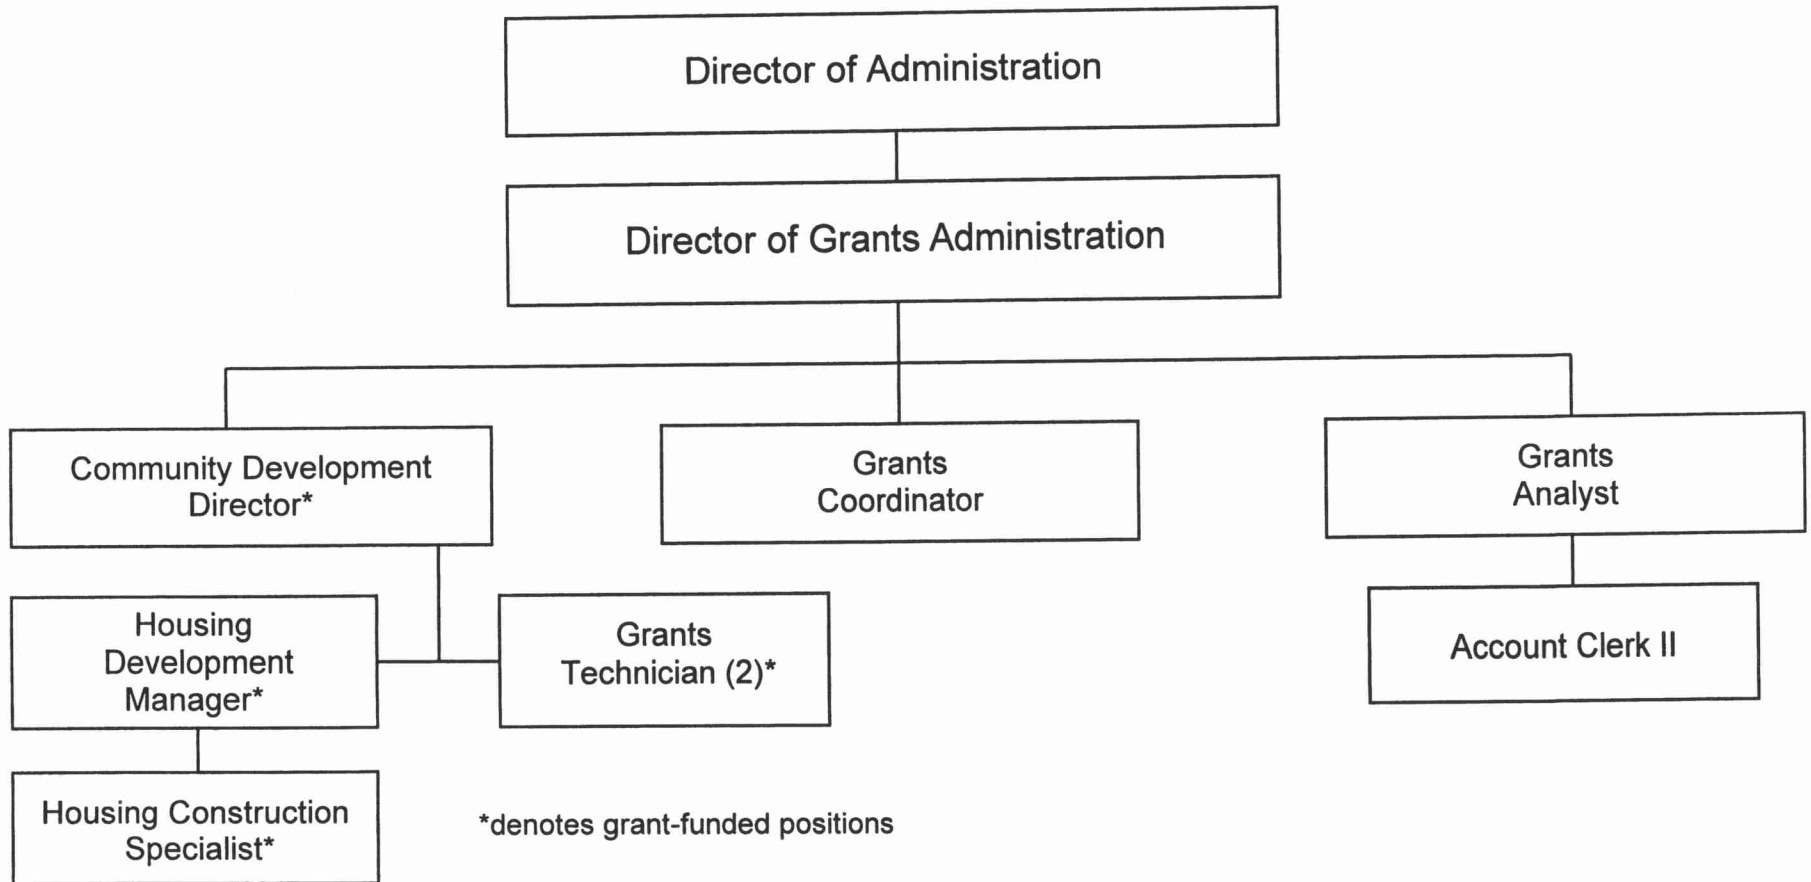 Director of Administration
Director of Grants Administration
Community Development
Director*
Grants
Coordinator
Grants
Analyst
Housing
Development
Manager*
Grants
Technician (2)*
Account Clerk II
Housing Construction
Specialist*
*denotes grant-funded positions